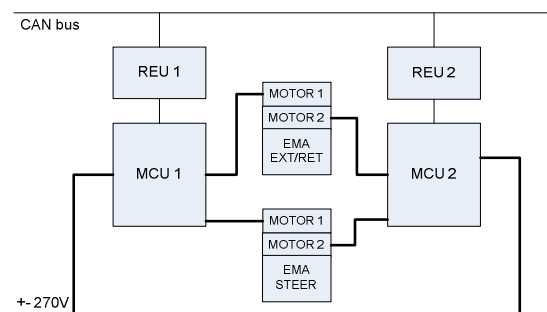 CAN bus
REU 1
REU 2
MOTOR 1
MOTOR 2
EMA
EXT/RET
MCU 1
MCU 2
MOTOR 1
MOTOR 2
EMA
STEER
+- 270V